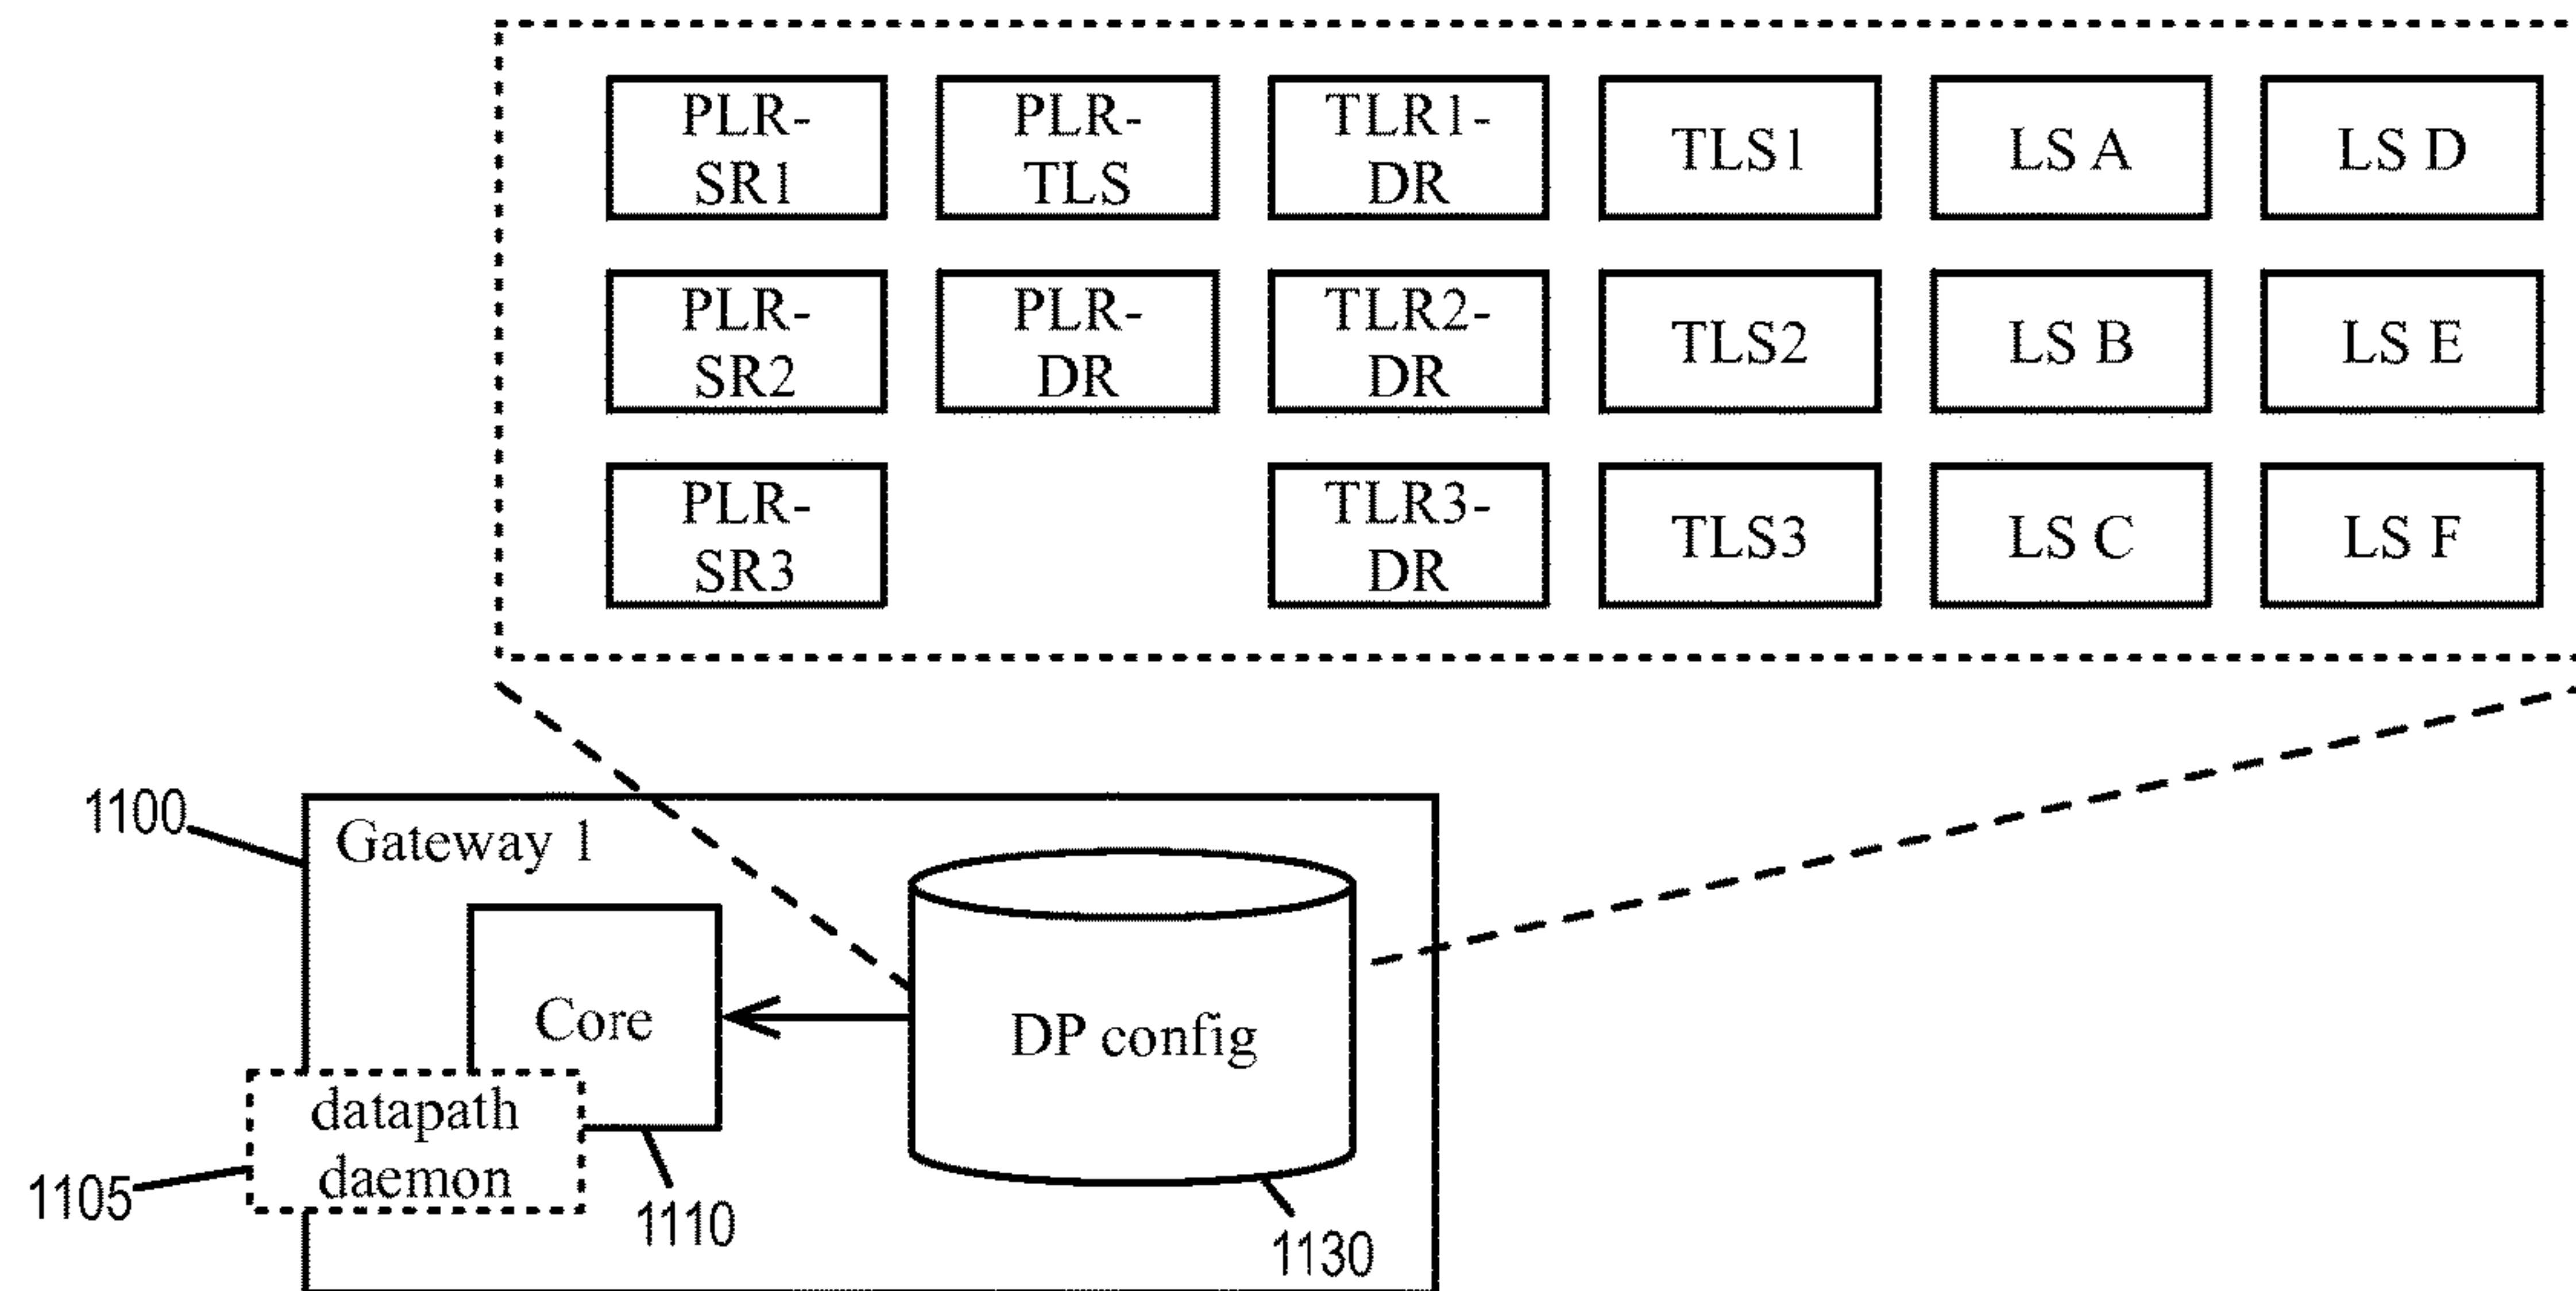 PLR-
SR1
PLR-
TLS
TLR1-
DR
TLS1
LS A
LS D
PLR-
SR2
PLR-
DR
TLR2-
DR
TLS2
LS B
LS E
PLR-
SR3
TLR3-
DR
TLS3
LS C
LS F
1100
Gateway 1
Core
DP config
datapath
daemon
1105
1110
1130